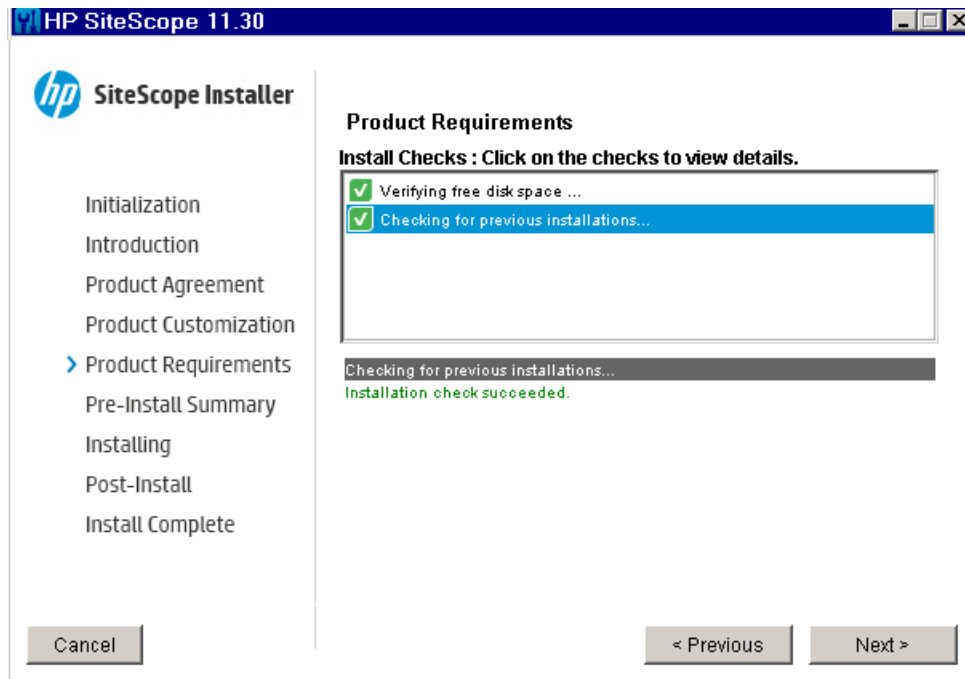 HP SiteScope 11.30
hp SiteScope Installer
Initialization
Introduction
Product Agreement
Product Customization
Product Requirements
Pre-Install Summary
Installing
Post-Install
Install Complete
Product Requirements
Install Checks : Click on the checks to view details.
Verifying free disk space ...
Checking for previous installations...
Checking for previous installations...
Installation check succeeded.
Cancel
< Previous
Next >